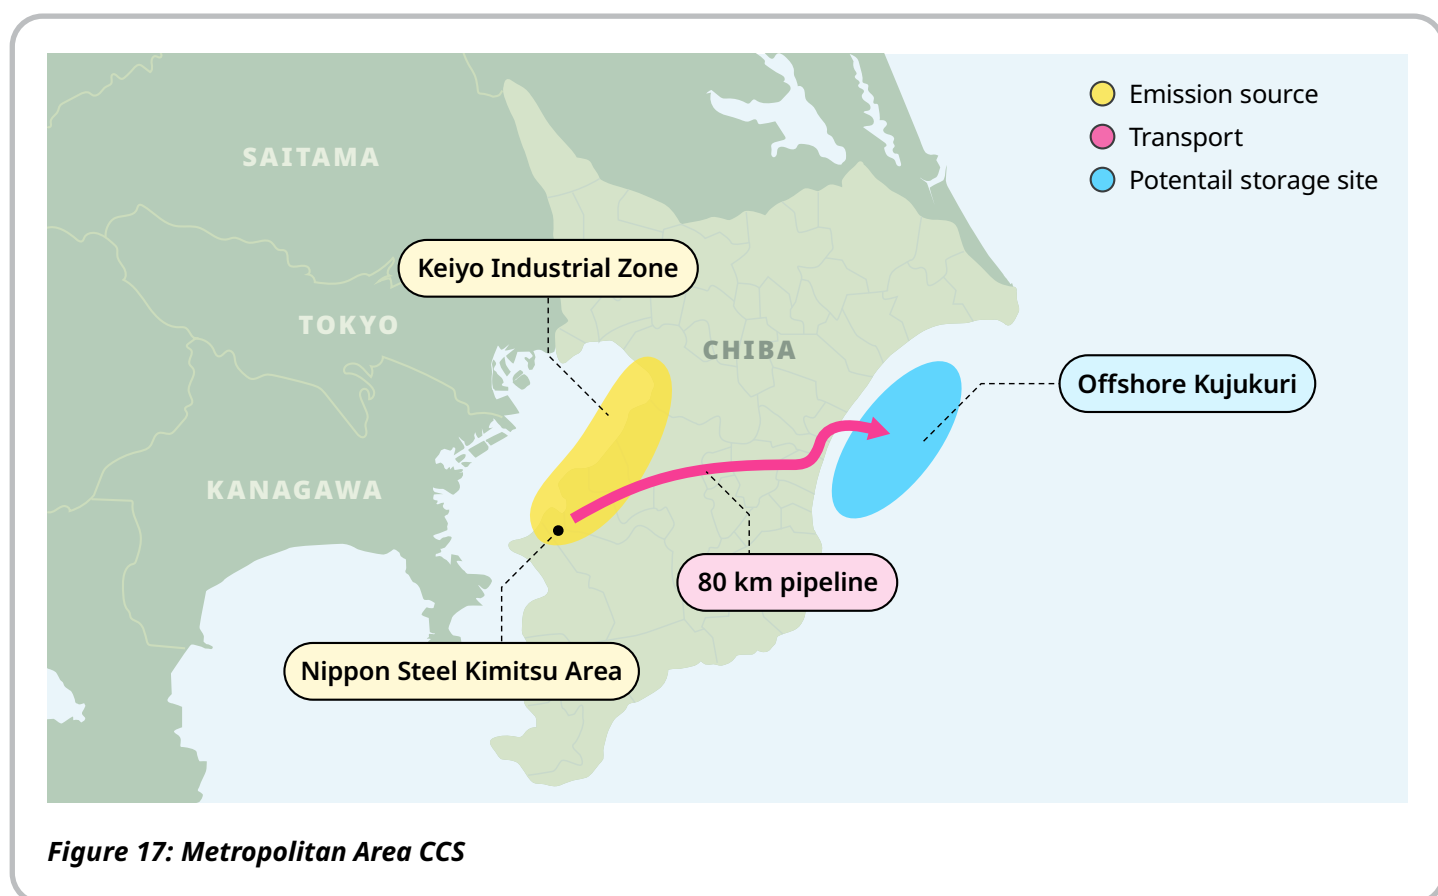 Emission source
Transport
Potentail storage site
SAITAMA
Keiyo Industrial Zone
TOKYO
CHIBA
Offshore Kujukuri
KANAGAWA
80 km pipeline
Nippon Steel Kimitsu Area
Figure 17: Metropolitan Area CCS